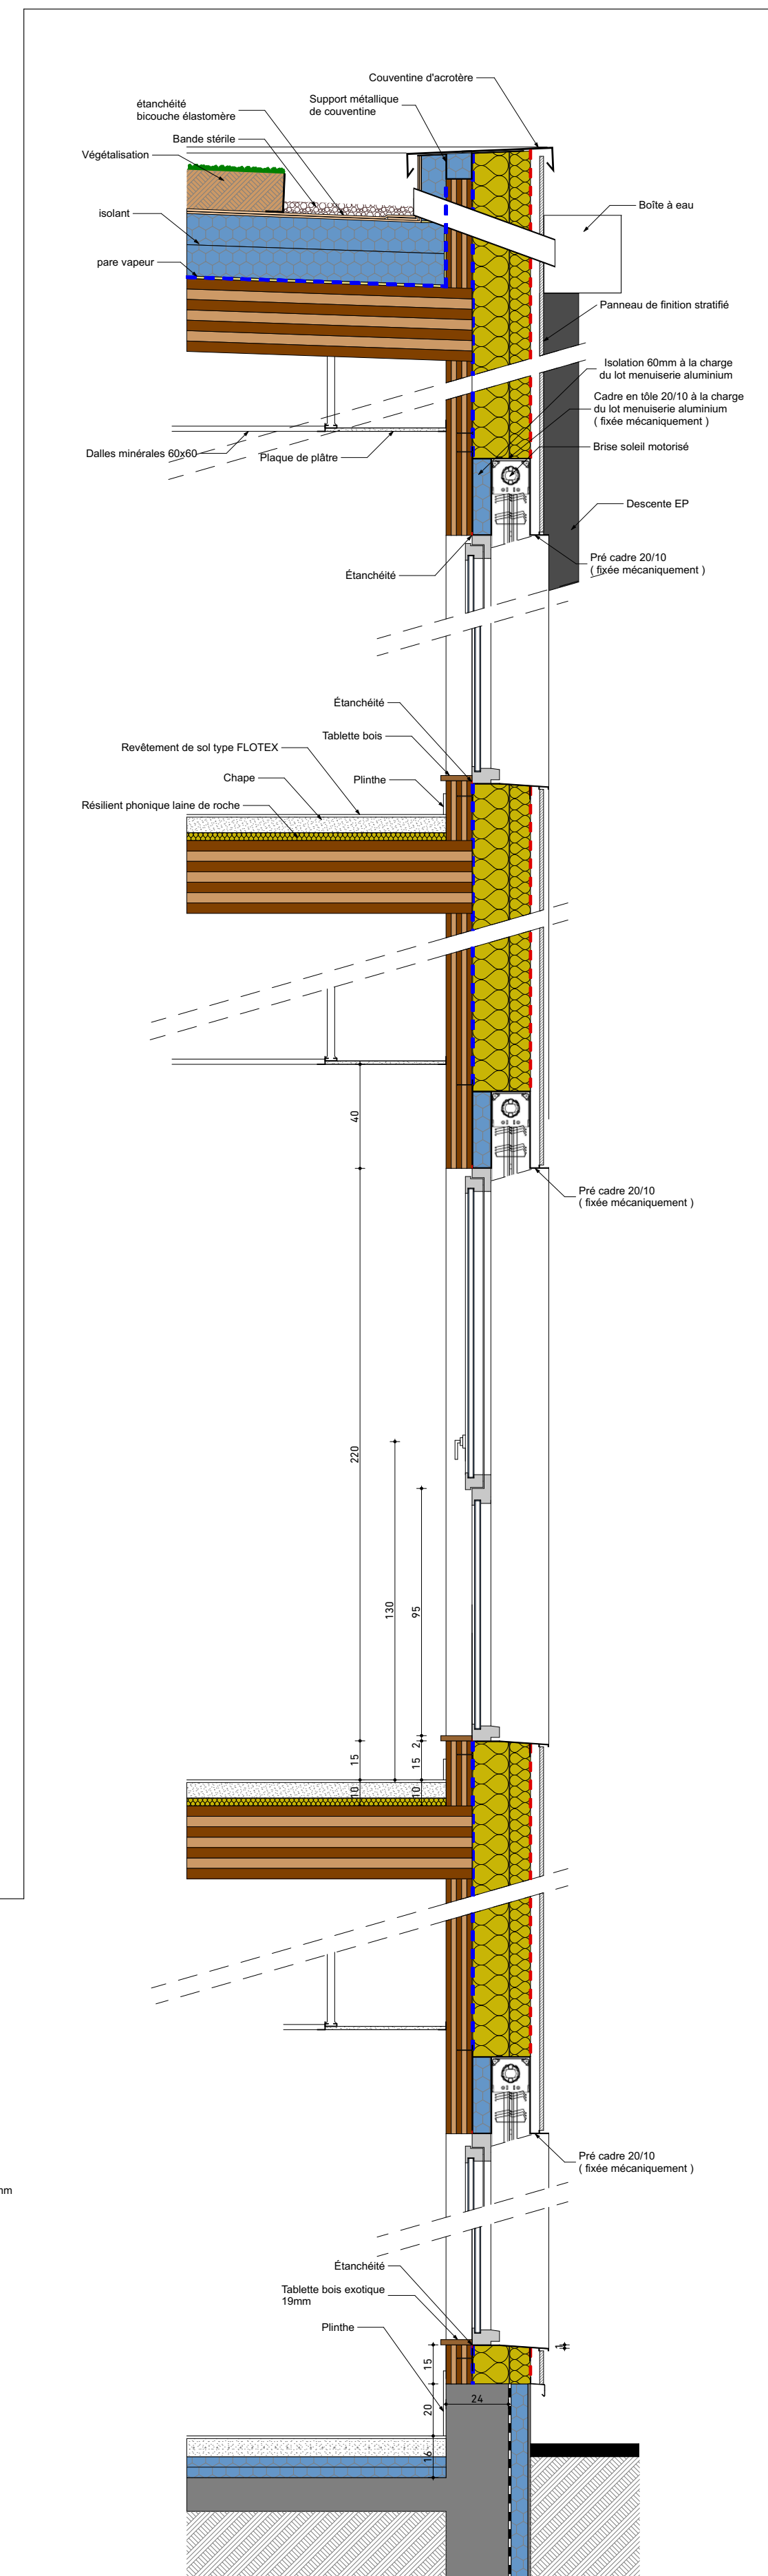 Couventine d'acrotère
étanchéité
bicouche élastomère
Support métallique
de couventine
Bande stérile
Végétalisation
Boîte à eau
isolant
pare vapeur
Panneau de finition stratifié
Isolation 60mm à la charge
du lot menuiserie aluminium
Cadre en tôle 20/10 à la charge
du lot menuiserie aluminium
( fixée mécaniquement )
Brise soleil motorisé
Dalles minérales 60x60
Plaque de plâtre
Descente EP
Pré cadre 20/10
( fixée mécaniquement )
Étanchéité
Étanchéité
Tablette bois
Revêtement de sol type FLOTEX
Chape
Plinthe
Résilient phonique laine de roche
40
Pré cadre 20/10
( fixée mécaniquement )
220
130
95
2
15
15
10
10
Pré cadre 20/10
( fixée mécaniquement )
mm
Étanchéité
Tablette bois exotique
19mm
Plinthe
1
15
24
20
16